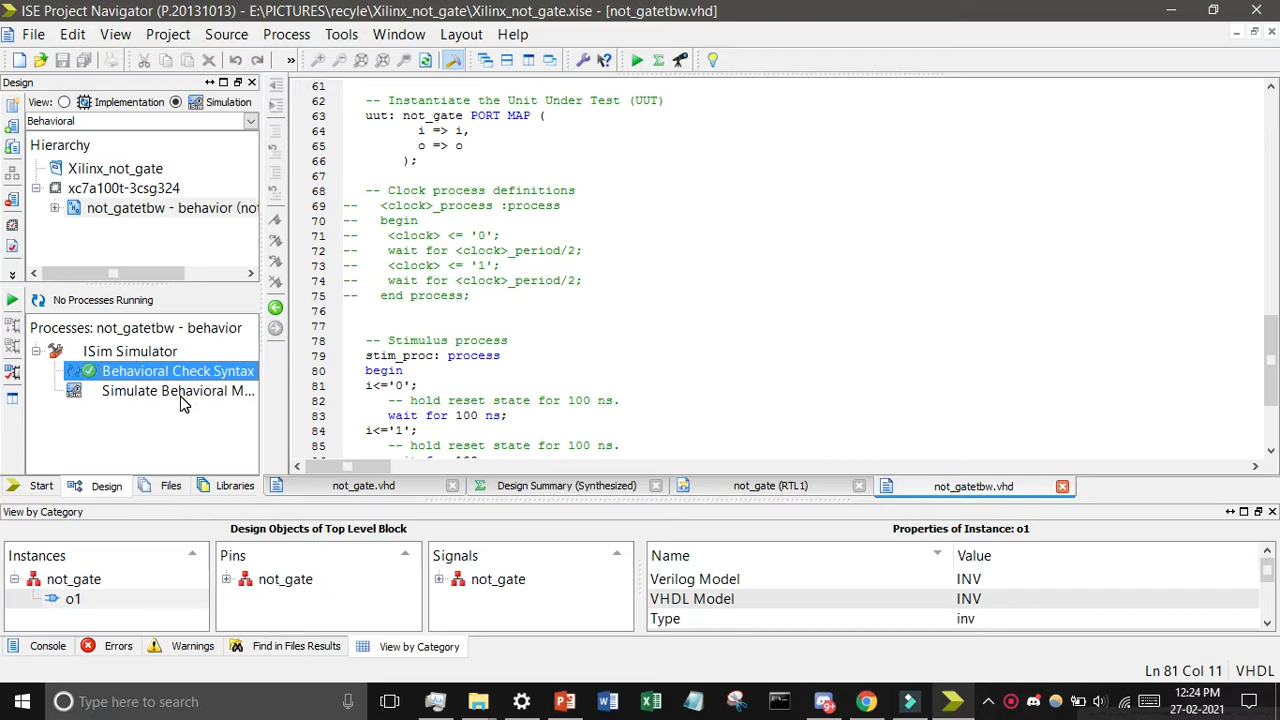 ISE Project Navigator (P.20131013) - E:\PICTURES\recyle\Xilinx_not_gate\Xilinx_not_gate.xise - [not_gatetbw.vhd]
File Edit View Project Source Process Tools Window Layout Help
Design
View: Implementation Simulation
Behavioral
Hierarchy
Xilinx_not_gate
xc7a100t-3csg324
not_gatetbw - behavior (not
No Processes Running
Processes: not_gatetbw - behavior
ISim Simulator
Behavioral Check Syntax
Simulate Behavioral M...
Start Design Files Libraries
61
62 -- Instantiate the Unit Under Test (UUT)
63 uut: not_gate PORT MAP (
64 i => i,
65 o => o
66 );
67
68 -- Clock process definitions
69 -- <clock>_process :process
70 -- begin
71 -- <clock> <= '0';
72 -- wait for <clock>_period/2;
73 -- <clock> <= '1';
74 -- wait for <clock>_period/2;
75 -- end process;
76
77
78 -- Stimulus process
79 stim_proc: process
80 begin
81 i<='0';
82 -- hold reset state for 100 ns.
83 wait for 100 ns;
84 i<='1';
85 -- hold reset state for 100 ns.
not_gate.vhd Design Summary (Synthesized) not_gate (RTL1) not_gatetbw.vhd
View by Category
Design Objects of Top Level Block Properties of Instance: o1
Instances Pins Signals Name Value
not_gate not_gate not_gate Verilog Model INV
o1 VHDL Model INV
Type inv
Console Errors Warnings Find in Files Results View by Category
Ln 81 Col 11 VHDL
Type here to search
12:24 PM
27-02-2021